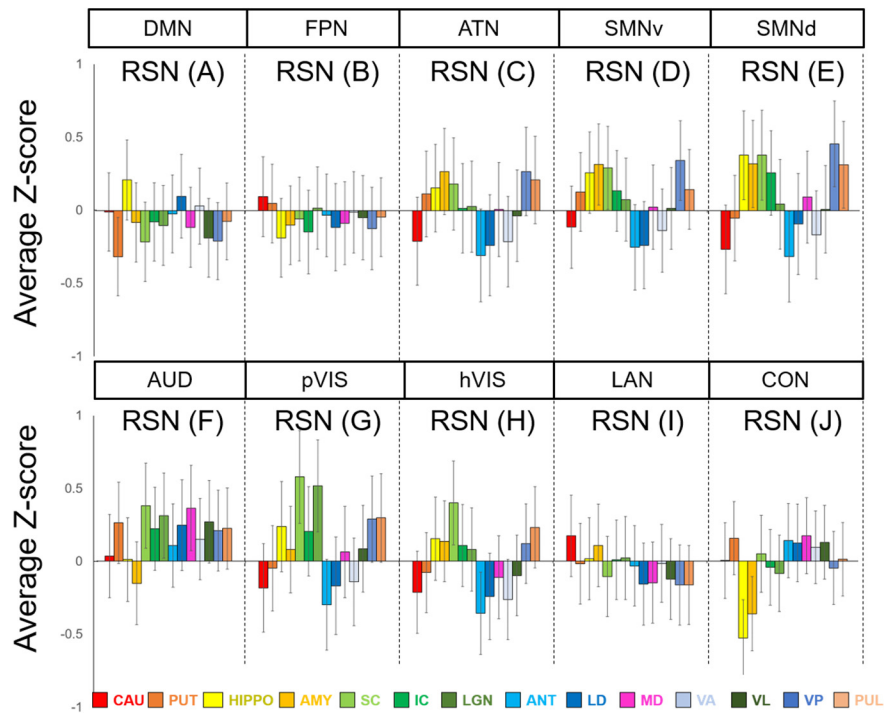 DMN FPN ATN SMNv SMNd
RSN (A) RSN (B) RSN (C) RSN (D) RSN (E)
Average Z-score
1
0.5
0
-0.5
-1
AUD pVIS hVIS LAN CON
RSN (F) RSN (G) RSN (H) RSN (I) RSN (J)
Average Z-score
1
0.5
0
-0.5
-1
CAU PUT HIPPO AMY SC IC LGN ANT LD MD VA VL VP PUL